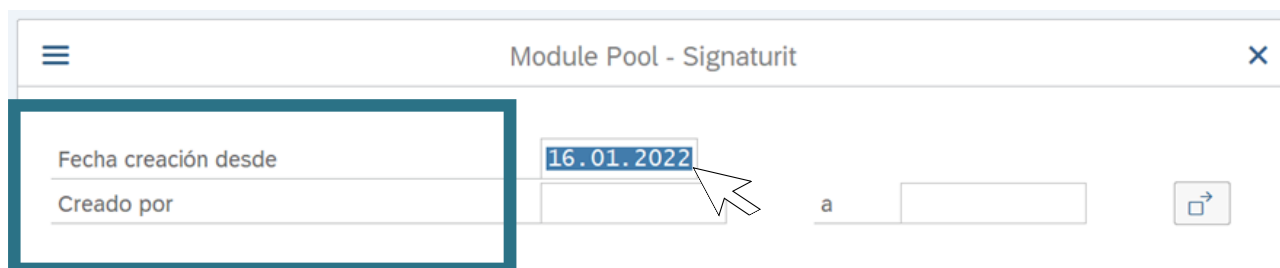 Module Pool - Signaturit
Fecha creación desde 16.01.2022
Creado por a